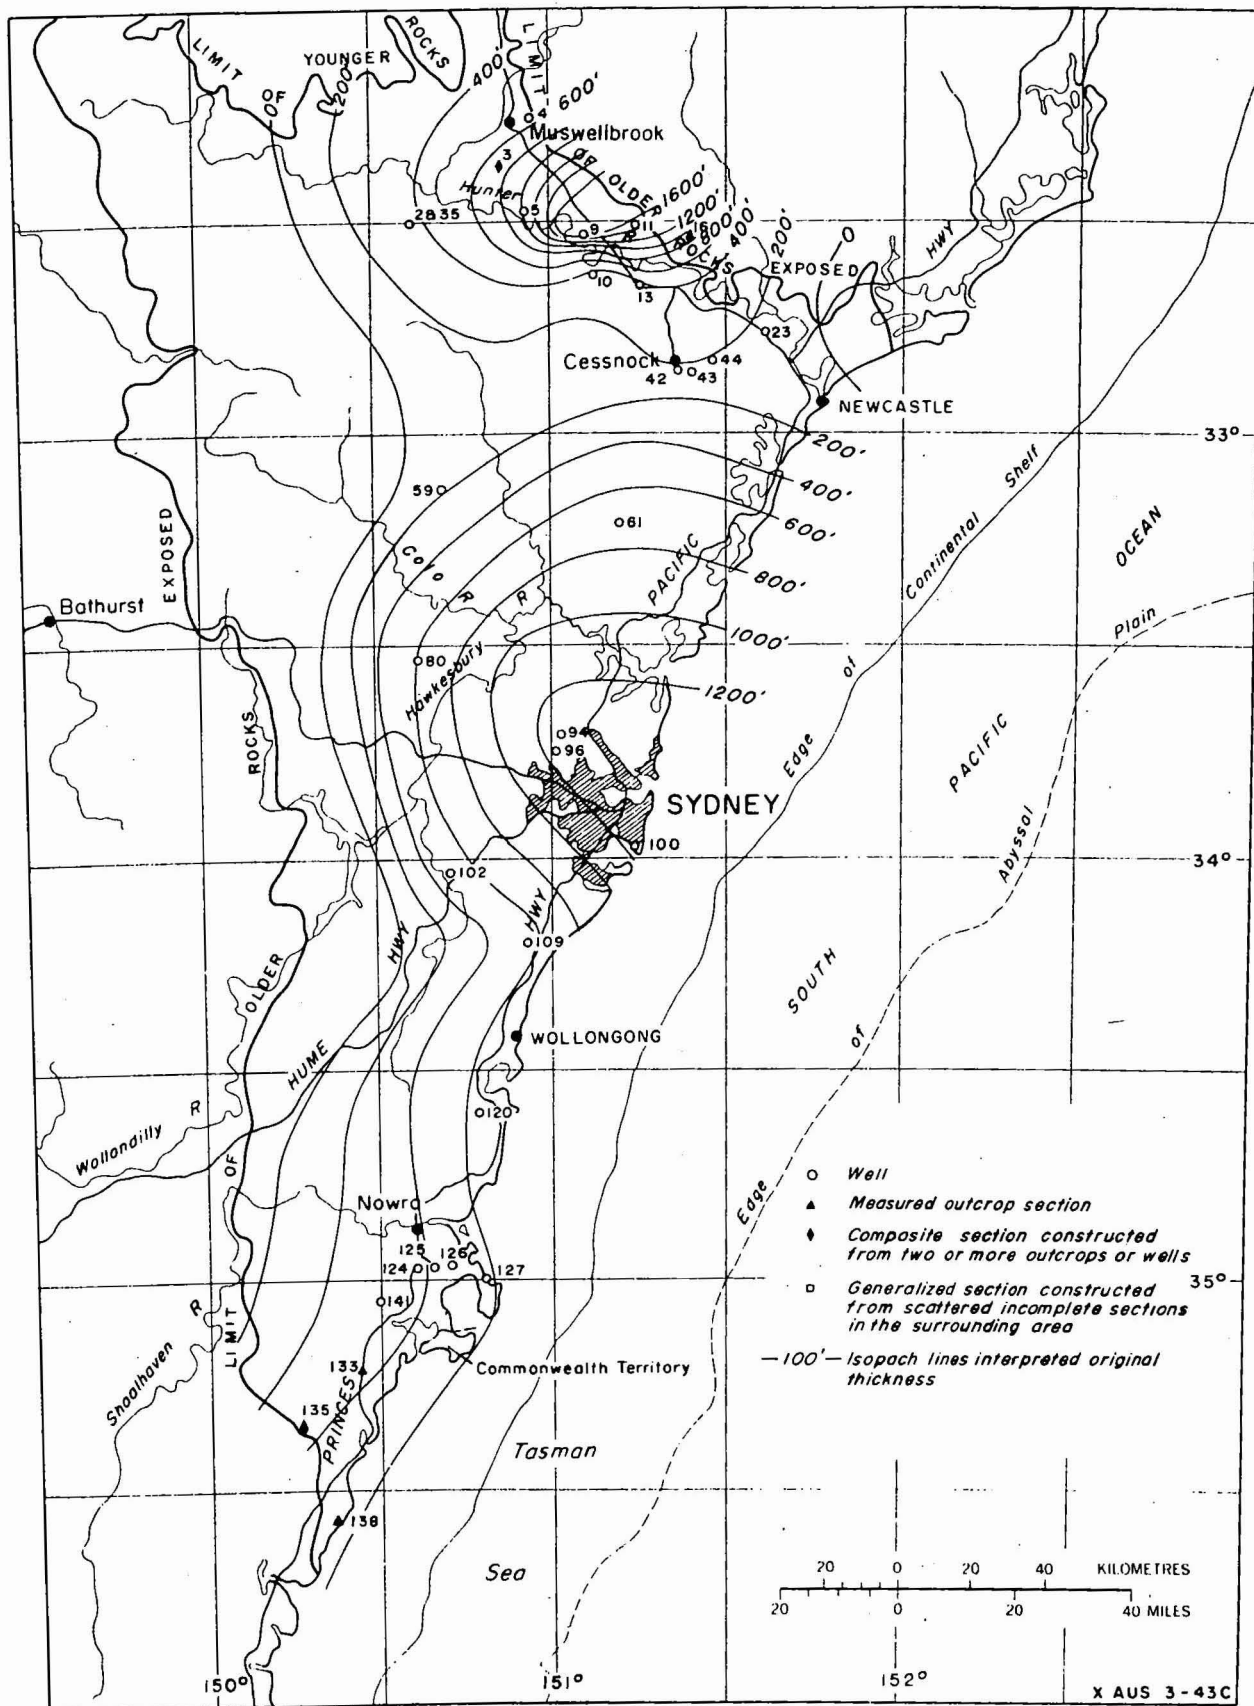 LIMIT
OF
YOUNGER
ROCKS
200'
400'
LIMIT
4
600'
Muswellbrook
3
OF
OLDER
ROCKS
Hunter
5
2835
9
11
16
1600'
1200'
800'
400'
200'
0
EXPOSED
HWY
10
13
23
Cessnock
44
42
43
NEWCASTLE
33°
200'
400'
600'
800'
1000'
1200'
59
61
EXPOSED
Colo
R
R
Hawkesbury
PACIFIC
Bathurst
80
ROCKS
94
96
SYDNEY
100
34°
102
HWY
109
HWY
OLDER
WOLLONGONG
HUME
120
Wollondilly
R
OF
LIMIT
Nowra
125
126
124
127
141
35°
Shoalhaven
R
133
Commonwealth Territory
135
PRINCES
138
Tasman
Sea
Edge
of
Continental
Shelf
SOUTH
PACIFIC
OCEAN
Edge
of
Abyssal
Plain
Well
Measured outcrop section
Composite section constructed
from two or more outcrops or wells
Generalized section constructed
from scattered incomplete sections
in the surrounding area
—100'— Isopach lines interpreted original
thickness
20 0 20 40 KILOMETRES
20 0 20 40 MILES
150° 151° 152°
X AUS 3-43C